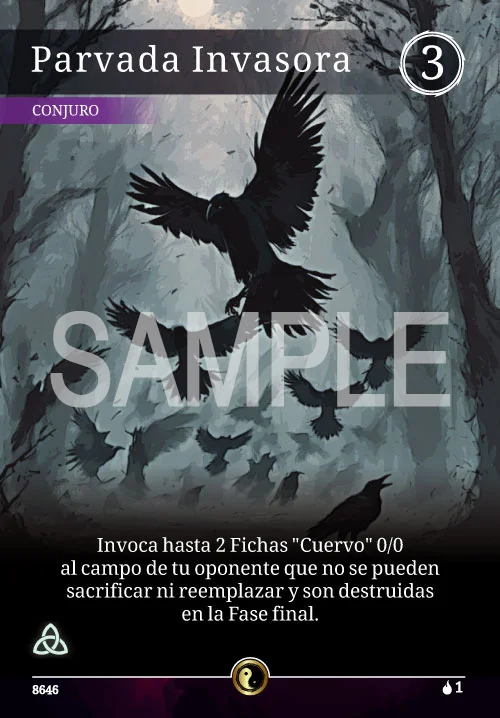 Parvada Invasora
3
CONJURO
SAMPLE
Invoca hasta 2 Fichas "Cuervo" 0/0
al campo de tu oponente que no se pueden
sacrificar ni reemplazar y son destruidas
en la Fase final.
8646
1